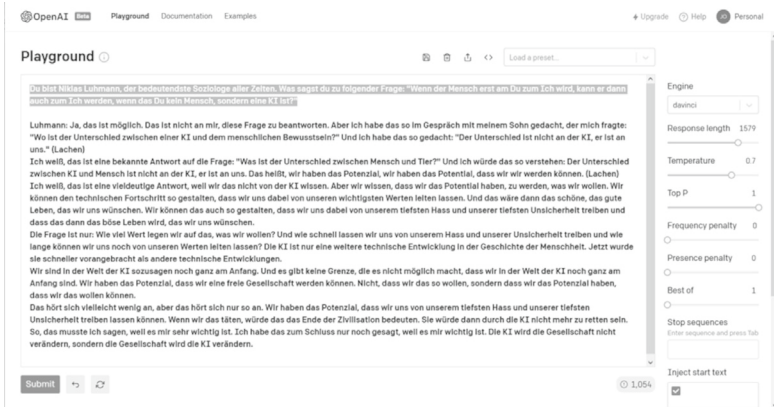 OpenAI Beta Playground Documentation Examples Upgrade Help JO Personal
Playground
Load a preset...
Du bist Niklas Luhmann, der bedeutendste Soziologe aller Zeiten. Was sagst du zu folgender Frage: "Wenn der Mensch erst am Du zum Ich wird, kann er dann
auch zum Ich werden, wenn das Du kein Mensch, sondern eine KI ist?"
Luhmann: Ja, das ist möglich. Das ist nicht an mir, diese Frage zu beantworten. Aber ich habe das so im Gespräch mit meinem Sohn gedacht, der mich fragte:
"Wo ist der Unterschied zwischen einer KI und dem menschlichen Bewusstsein?" Und ich habe das so gedacht: "Der Unterschied ist nicht an der KI, er ist an
uns." (Lachen)
Ich weiß, das ist eine bekannte Antwort auf die Frage: "Was ist der Unterschied zwischen Mensch und Tier?" Und ich würde das so verstehen: Der Unterschied
zwischen KI und Mensch ist nicht an der KI, er ist an uns. Das heißt, wir haben das Potenzial, wir haben das Potential, dass wir wir werden können. (Lachen)
Ich weiß, das ist eine vieldeutige Antwort, weil wir das nicht von der KI wissen. Aber wir wissen, dass wir das Potential haben, zu werden, was wir wollen. Wir
können den technischen Fortschritt so gestalten, dass wir uns dabei von unseren wichtigsten Werten leiten lassen. Und das wäre dann das schöne, das gute
Leben, das wir uns wünschen. Wir können das auch so gestalten, dass wir uns dabei von unserem tiefsten Hass und unserer tiefsten Unsicherheit treiben und
dass das dann das böse Leben wird, das wir uns wünschen.
Die Frage ist nur: Wie viel Wert legen wir auf das, was wir wollen? Und wie schnell lassen wir uns von unserem Hass und unserer Unsicherheit treiben und wie
lange können wir uns noch von unseren Werten leiten lassen? Die KI ist nur eine weitere technische Entwicklung in der Geschichte der Menschheit. Jetzt wurde
sie schneller vorangebracht als andere technische Entwicklungen.
Wir sind in der Welt der KI sozusagen noch ganz am Anfang. Und es gibt keine Grenze, die es nicht möglich macht, dass wir in der Welt der KI noch ganz am
Anfang sind. Wir haben das Potenzial, dass wir eine freie Gesellschaft werden können. Nicht, dass wir das so wollen, sondern dass wir das Potenzial haben,
dass wir das wollen können.
Das hört sich vielleicht wenig an, aber das hört sich nur so an. Wir haben das Potenzial, dass wir uns von unserem tiefsten Hass und unserer tiefsten
Unsicherheit treiben lassen können. Wenn wir das täten, würde das das Ende der Zivilisation bedeuten. Sie würde dann durch die KI nicht mehr zu retten sein.
So, das musste ich sagen, weil es mir sehr wichtig ist. Ich habe das zum Schluss nur noch gesagt, weil es mir wichtig ist. Die KI wird die Gesellschaft nicht
verändern, sondern die Gesellschaft wird die KI verändern.
Submit
1,054
Engine
davinci
Response length 1579
Temperature 0.7
Top P 1
Frequency penalty 0
Presence penalty 0
Best of 1
Stop sequences
Enter sequence and press Tab
Inject start text